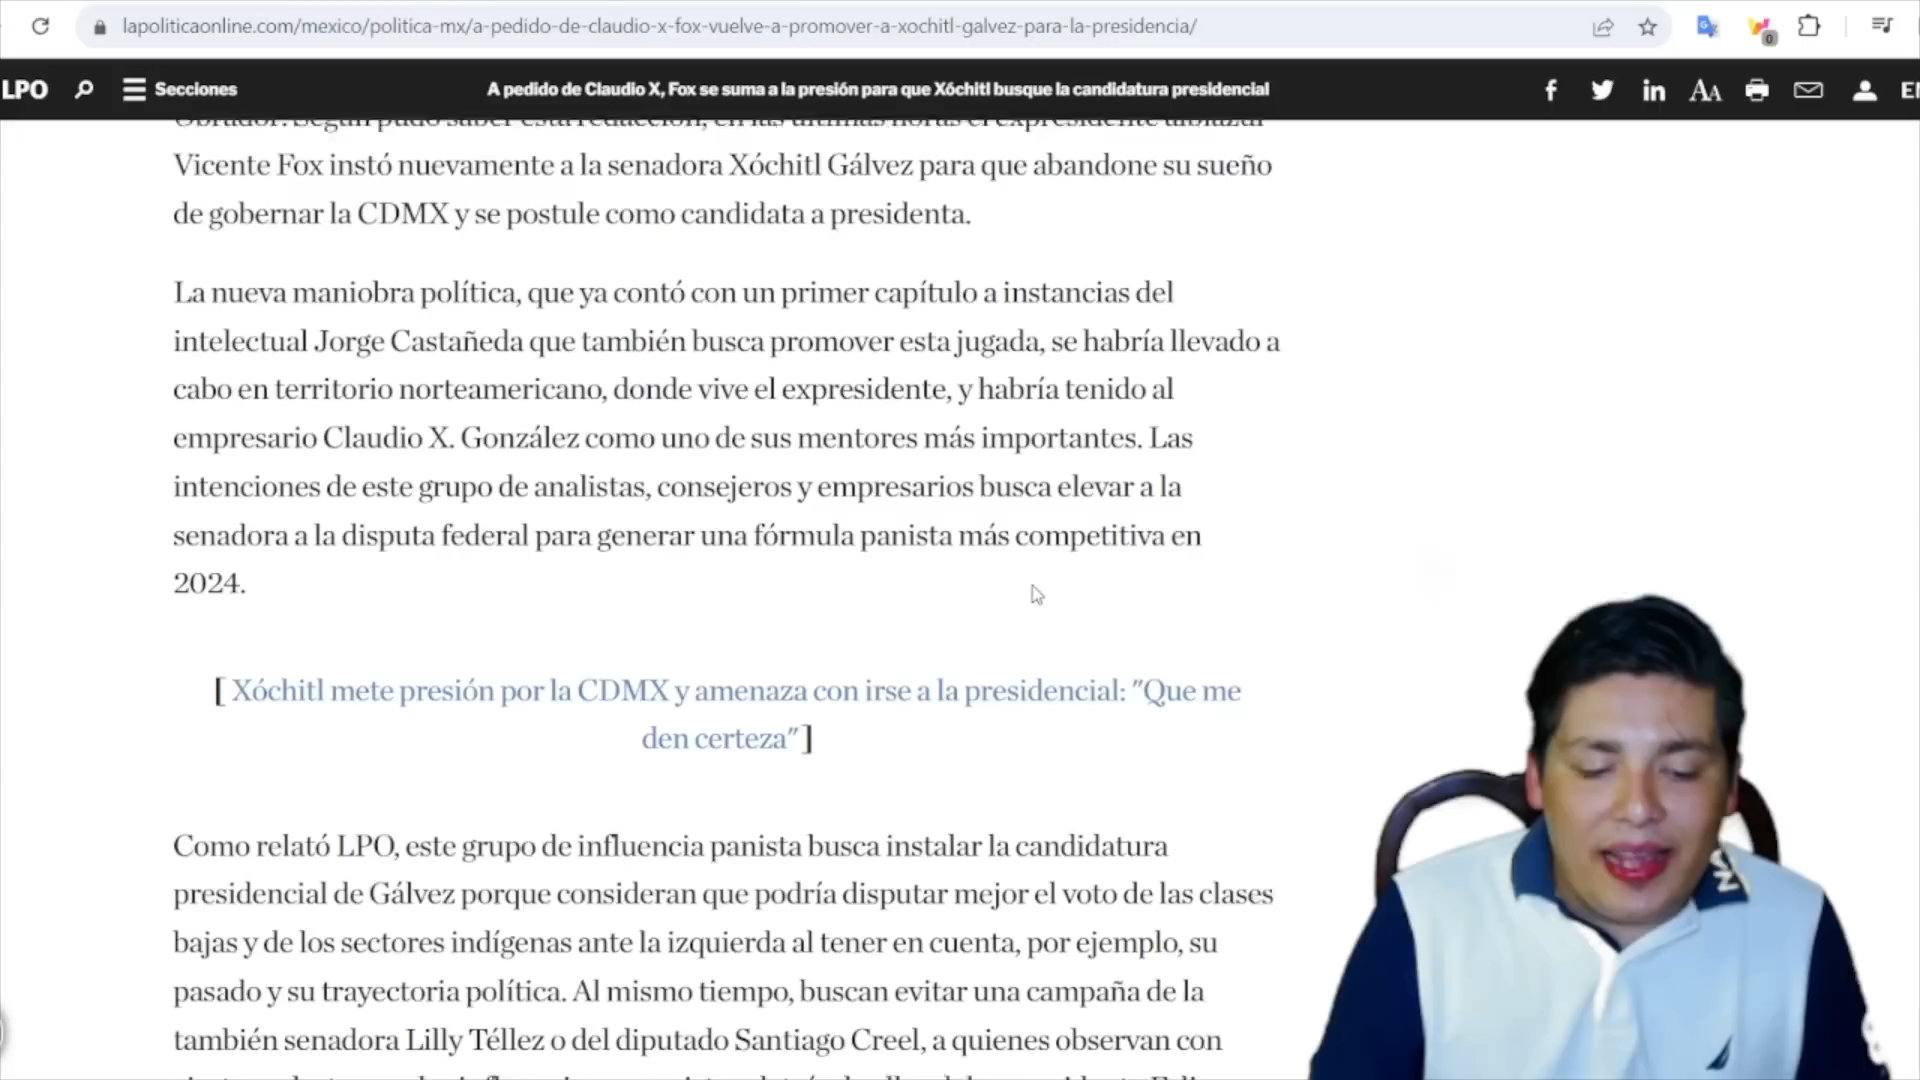 lapoliticaonline.com/mexico/politica-mx/a-pedido-de-claudio-x-fox-vuelve-a-promover-a-xochitl-galvez-para-la-presidencia/
0
LPO
Secciones
A pedido de Claudio X, Fox se suma a la presión para que Xóchitl busque la candidatura presidencial
AA
Obrador. Según pudo saber esta redacción, en las últimas horas el expresidente albiazul
Vicente Fox instó nuevamente a la senadora Xóchitl Gálvez para que abandone su sueño
de gobernar la CDMX y se postule como candidata a presidenta.
La nueva maniobra política, que ya contó con un primer capítulo a instancias del
intelectual Jorge Castañeda que también busca promover esta jugada, se habría llevado a
cabo en territorio norteamericano, donde vive el expresidente, y habría tenido al
empresario Claudio X. González como uno de sus mentores más importantes. Las
intenciones de este grupo de analistas, consejeros y empresarios busca elevar a la
senadora a la disputa federal para generar una fórmula panista más competitiva en
2024.
[ Xóchitl mete presión por la CDMX y amenaza con irse a la presidencial: "Que me
den certeza" ]
Como relató LPO, este grupo de influencia panista busca instalar la candidatura
presidencial de Gálvez porque consideran que podría disputar mejor el voto de las clases
bajas y de los sectores indígenas ante la izquierda al tener en cuenta, por ejemplo, su
pasado y su trayectoria política. Al mismo tiempo, buscan evitar una campaña de la
también senadora Lilly Téllez o del diputado Santiago Creel, a quienes observan con